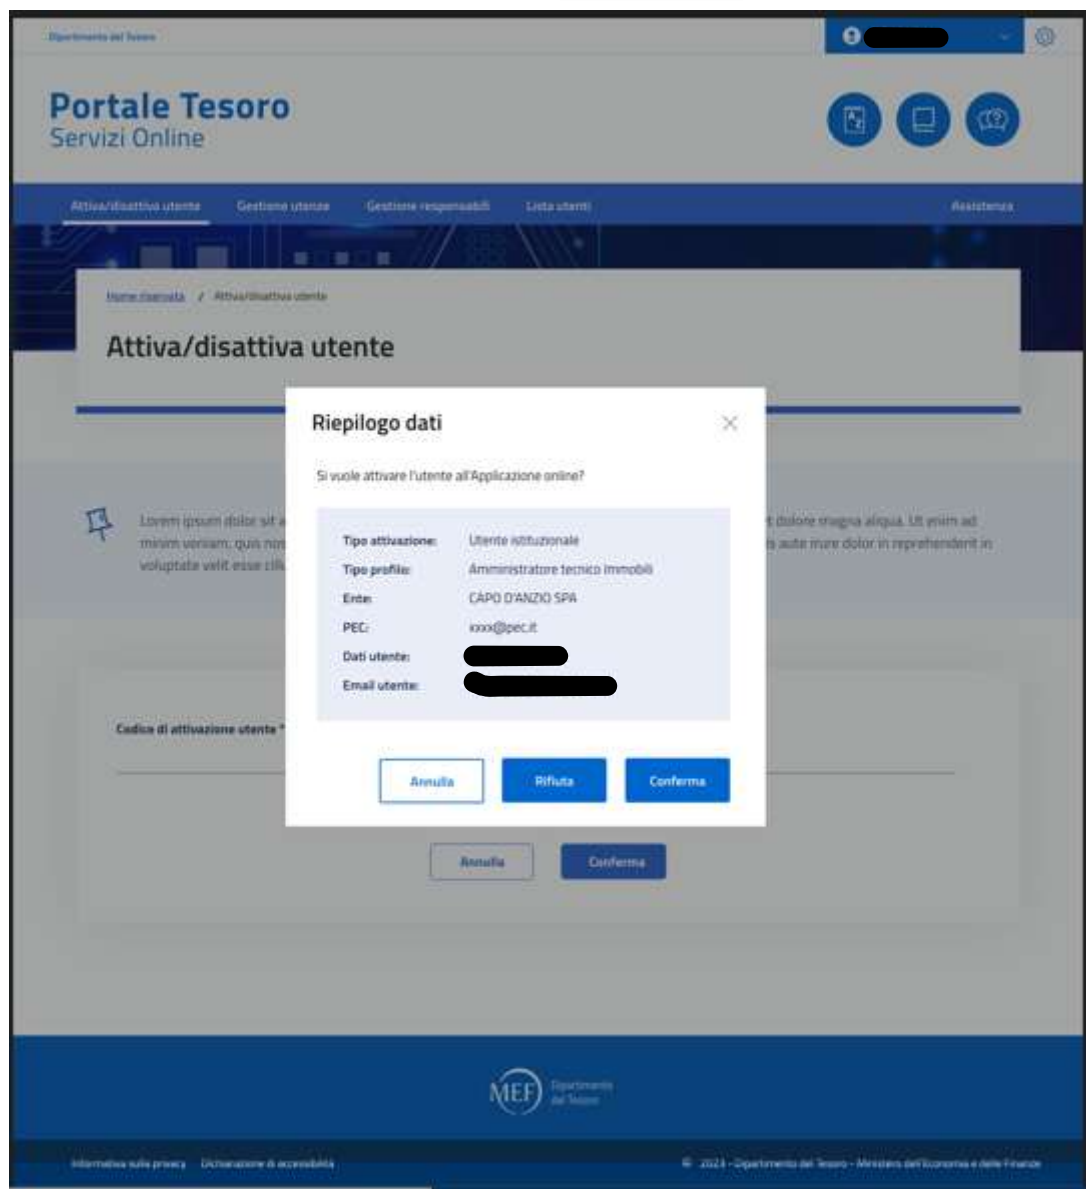 Dipartimento del Tesoro
Portale Tesoro
Servizi Online
Attiva/disattiva utente Gestione utenze Gestione responsabili Lista utenti Assistenza
Home riservata / Attiva/disattiva utente
Attiva/disattiva utente
Riepilogo dati
Si vuole attivare l'utente all'Applicazione online?
Lorem ipsum dolor sit a
t dolore magna aliqua. Ut enim ad
minim veniam, quis nos
is aute irure dolor in reprehenderit in
voluptate velit esse cill
Tipo attivazione: Utente istituzionale
Tipo profilo: Amministratore tecnico Immobili
Ente: CAPO D'ANZIO SPA
PEC: xxxx@pec.it
Dati utente:
Email utente:
Codice di attivazione utente *
Annulla Rifiuta Conferma
Annulla Conferma
MEF Dipartimento
del Tesoro
Informativa sulla privacy Dichiarazione di accessibilità © 2023 - Dipartimento del Tesoro - Ministero dell'Economia e delle Finanze